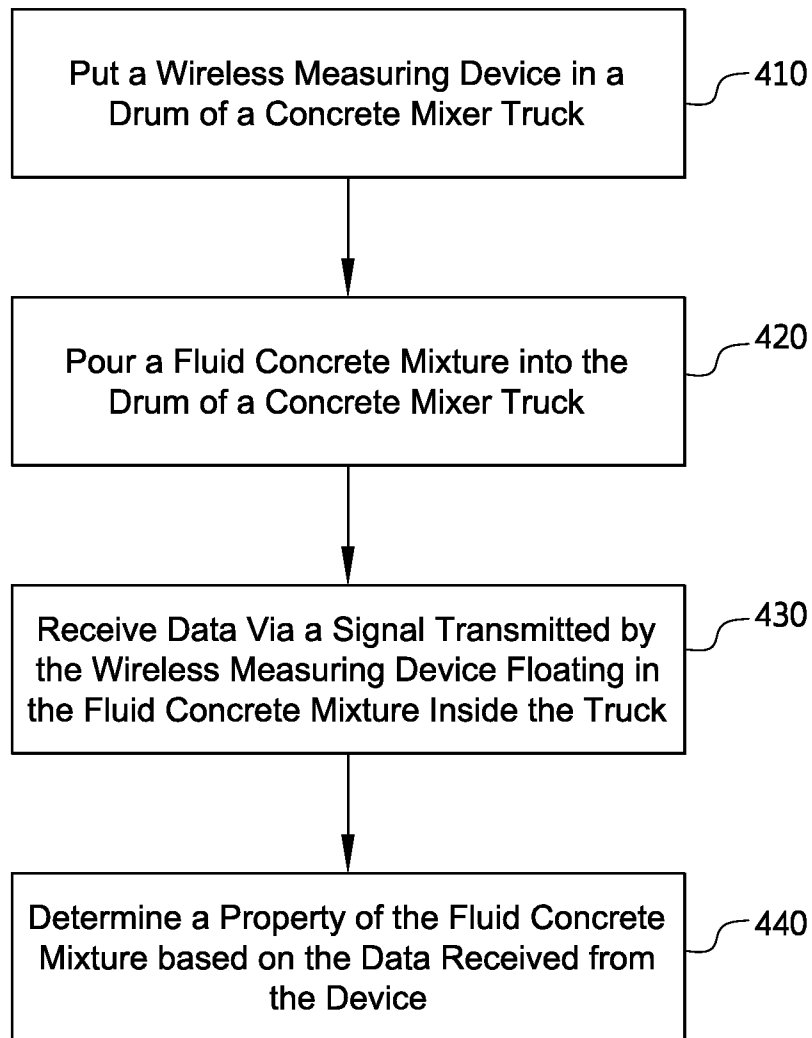 Put a Wireless Measuring Device in a
Drum of a Concrete Mixer Truck
410
Pour a Fluid Concrete Mixture into the
Drum of a Concrete Mixer Truck
420
Receive Data Via a Signal Transmitted by
the Wireless Measuring Device Floating in
the Fluid Concrete Mixture Inside the Truck
430
Determine a Property of the Fluid Concrete
Mixture based on the Data Received from
the Device
440